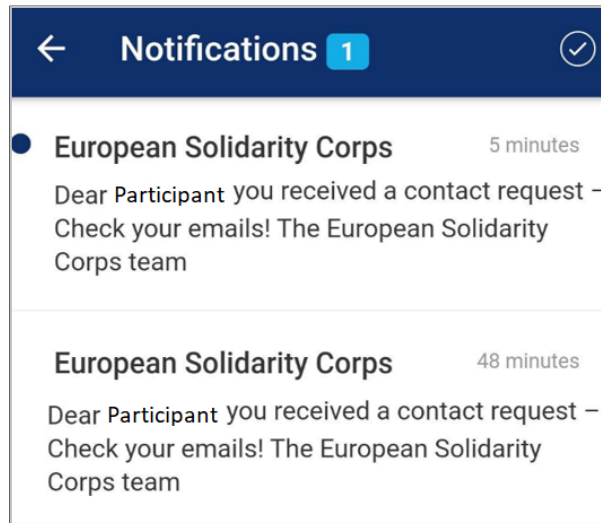 Notifications 1
European Solidarity Corps 5 minutes
Dear Participant you received a contact request –
Check your emails! The European Solidarity
Corps team
European Solidarity Corps 48 minutes
Dear Participant you received a contact request –
Check your emails! The European Solidarity
Corps team